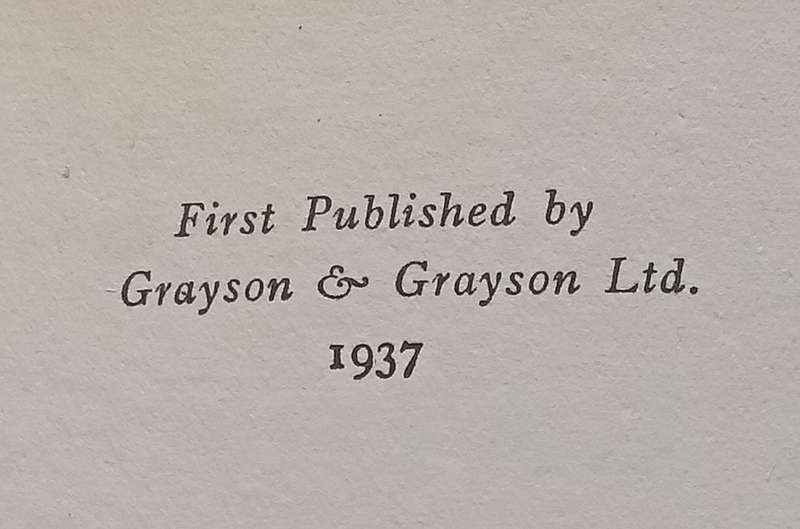 First Published by
Grayson & Grayson Ltd.
1937